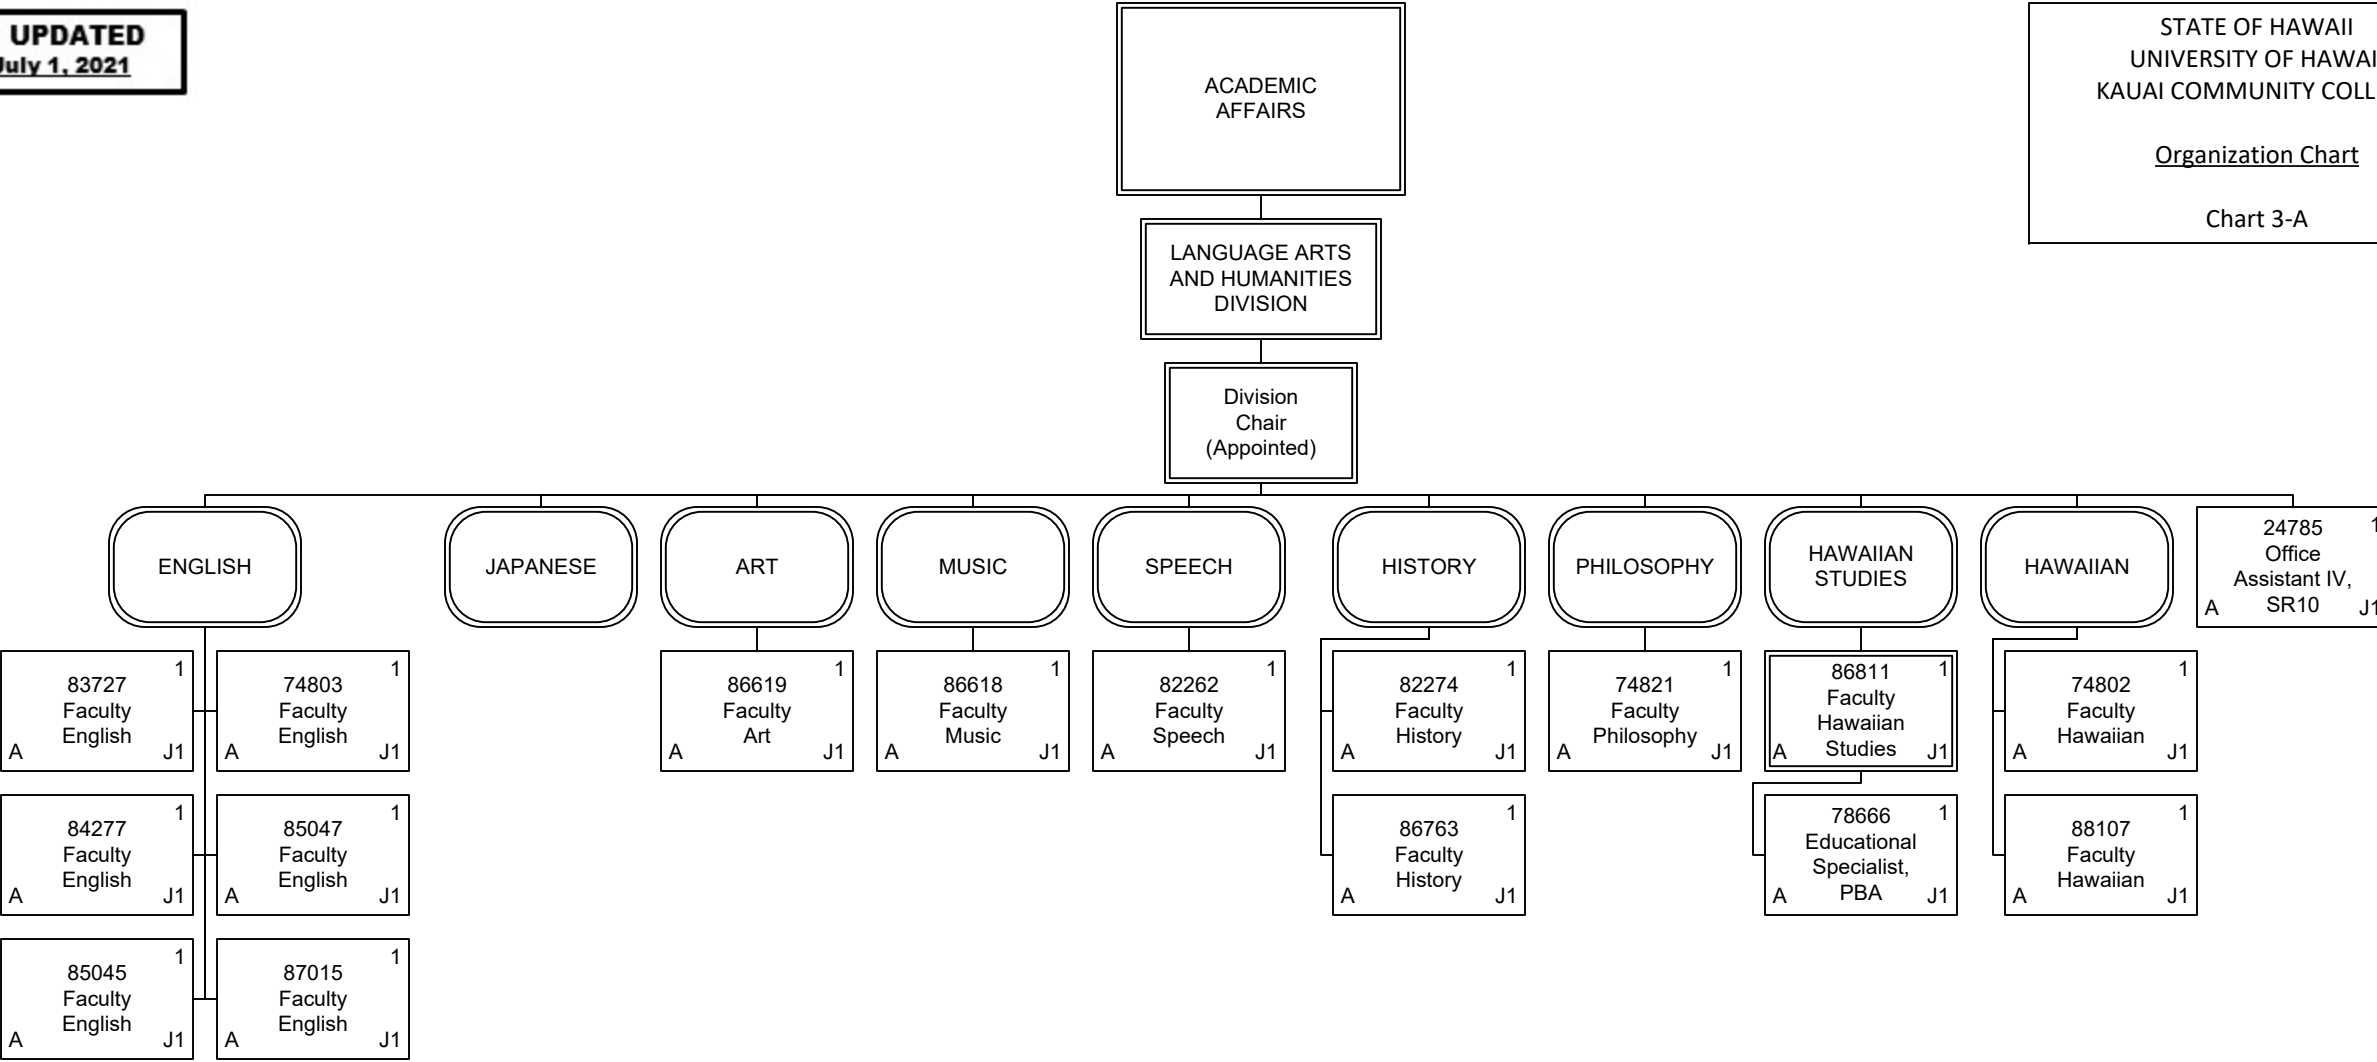 UPDATED
July 1, 2021
STATE OF HAWAII
UNIVERSITY OF HAWAI
KAUAI COMMUNITY COLL
Organization Chart
Chart 3-A
ACADEMIC
AFFAIRS
LANGUAGE ARTS
AND HUMANITIES
DIVISION
Division
Chair
(Appointed)
ENGLISH
JAPANESE
ART
MUSIC
SPEECH
HISTORY
PHILOSOPHY
HAWAIIAN
STUDIES
HAWAIIAN
24785 1
Office
Assistant IV,
A SR10 J1
83727 1
Faculty
English
A J1
74803 1
Faculty
English
A J1
86619 1
Faculty
Art
A J1
86618 1
Faculty
Music
A J1
82262 1
Faculty
Speech
A J1
82274 1
Faculty
History
A J1
74821 1
Faculty
Philosophy
A J1
86811 1
Faculty
Hawaiian
Studies
A J1
74802 1
Faculty
Hawaiian
A J1
84277 1
Faculty
English
A J1
85047 1
Faculty
English
A J1
86763 1
Faculty
History
A J1
78666 1
Educational
Specialist,
PBA
A J1
88107 1
Faculty
Hawaiian
A J1
85045 1
Faculty
English
A J1
87015 1
Faculty
English
A J1